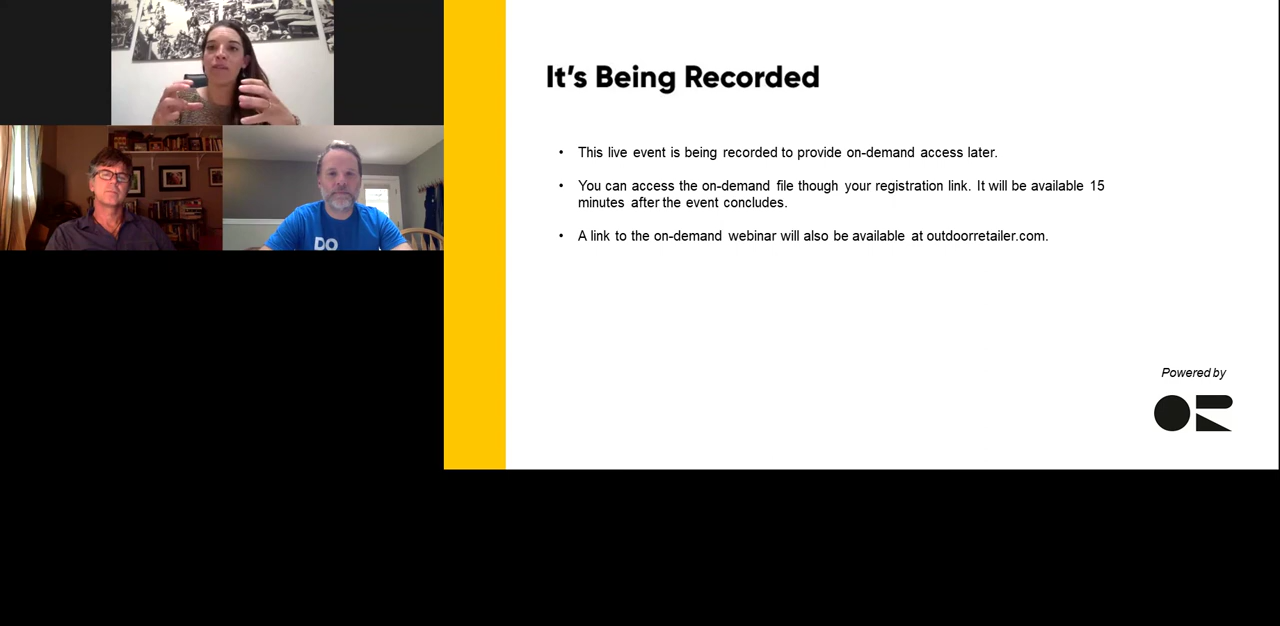 It's Being Recorded
• This live event is being recorded to provide on-demand access later.
• You can access the on-demand file though your registration link. It will be available 15
minutes after the event concludes.
• A link to the on-demand webinar will also be available at outdoorretailer.com.
Powered by
OR
DO